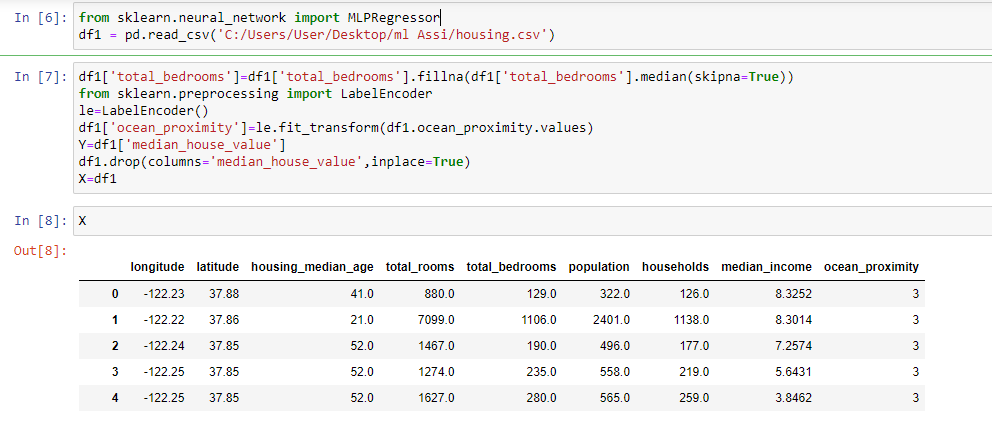 In [6]: from sklearn.neural_network import MLPRegressor
df1 = pd.read_csv('C:/Users/User/Desktop/ml Assi/housing.csv')
In [7]: df1['total_bedrooms']=df1['total_bedrooms'].fillna(df1['total_bedrooms'].median(skipna=True))
from sklearn.preprocessing import LabelEncoder
le=LabelEncoder()
df1['ocean_proximity']=le.fit_transform(df1.ocean_proximity.values)
Y=df1['median_house_value']
df1.drop(columns='median_house_value',inplace=True)
X=df1
In [8]: X
Out[8]:
longitude latitude housing_median_age total_rooms total_bedrooms population households median_income ocean_proximity
0 -122.23 37.88 41.0 880.0 129.0 322.0 126.0 8.3252 3
1 -122.22 37.86 21.0 7099.0 1106.0 2401.0 1138.0 8.3014 3
2 -122.24 37.85 52.0 1467.0 190.0 496.0 177.0 7.2574 3
3 -122.25 37.85 52.0 1274.0 235.0 558.0 219.0 5.6431 3
4 -122.25 37.85 52.0 1627.0 280.0 565.0 259.0 3.8462 3